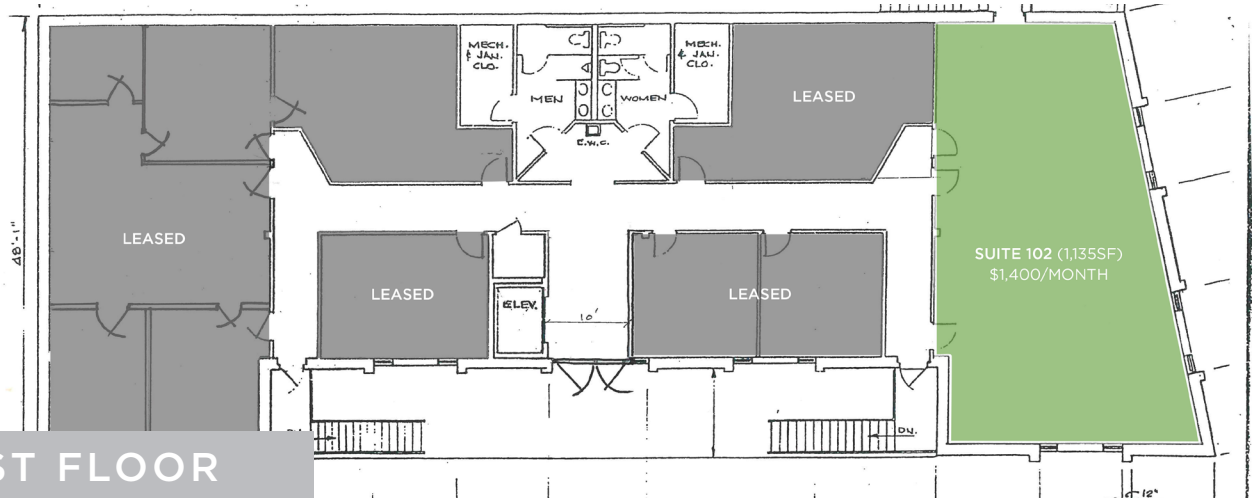 MECH.
& JAN.
CLO.
MEN
WOMEN
MECH.
& JAN.
CLO.
E.W.C.
LEASED
LEASED
48'-1"
LEASED
ELEV.
10'
LEASED
SUITE 102 (1,135SF)
$1,400/MONTH
DN.
ST FLOOR
12"